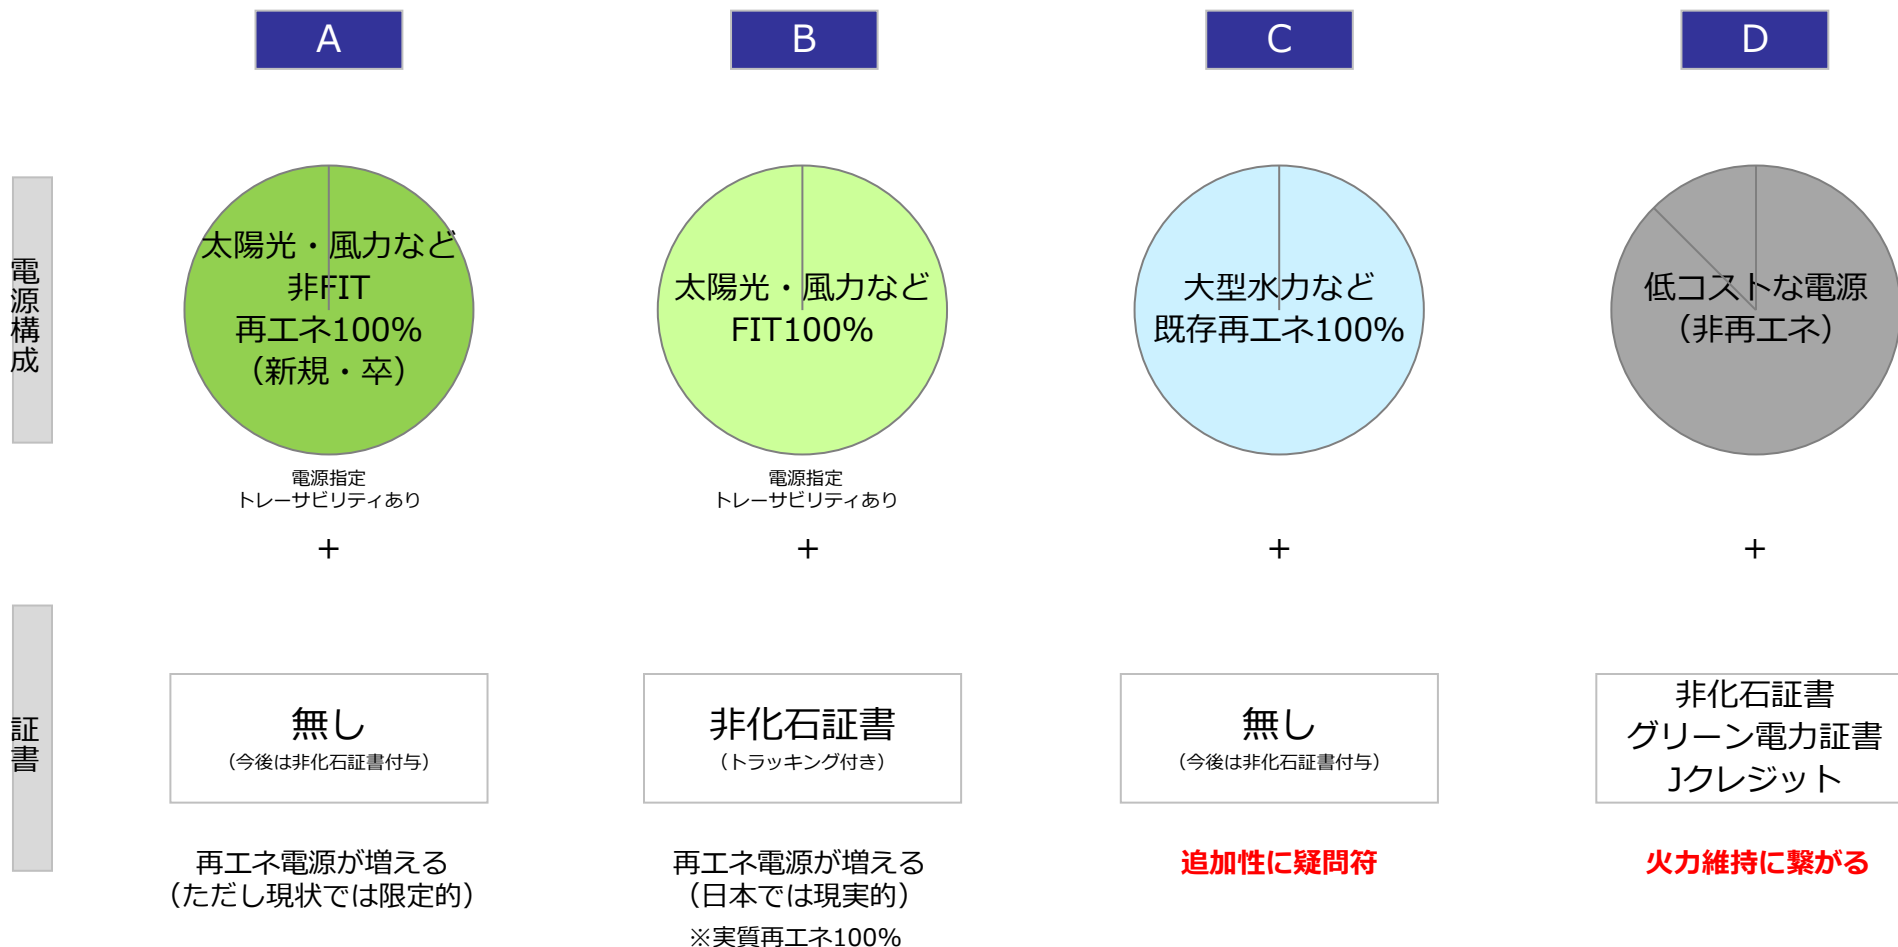 A
B
C
D
電源構成
太陽光・風力など
非FIT
再エネ100%
（新規・卒）
太陽光・風力など
FIT100%
大型水力など
既存再エネ100%
低コストな電源
（非再エネ）
電源指定
トレーサビリティあり
電源指定
トレーサビリティあり
+
+
+
+
証書
無し
（今後は非化石証書付与）
非化石証書
（トラッキング付き）
無し
（今後は非化石証書付与）
非化石証書
グリーン電力証書
Jクレジット
再エネ電源が増える
（ただし現状では限定的）
再エネ電源が増える
（日本では現実的）
※実質再エネ100%
追加性に疑問符
火力維持に繋がる